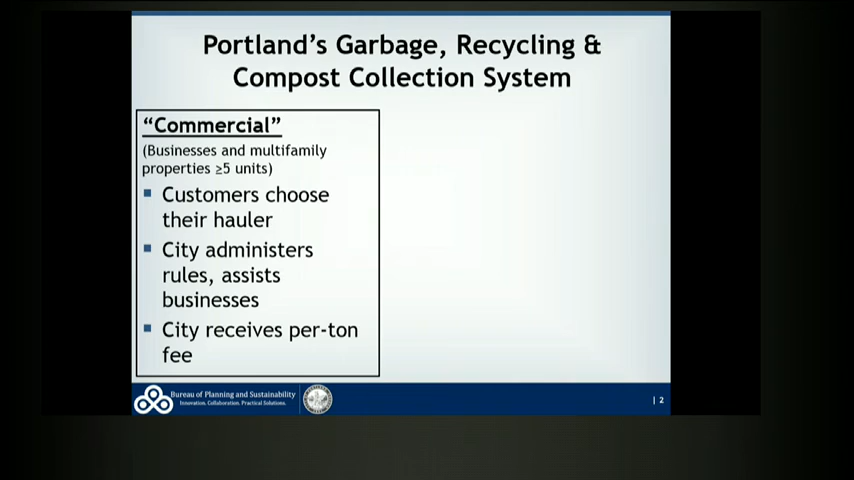 Portland’s Garbage, Recycling &
Compost Collection System
“Commercial”
(Businesses and multifamily
properties ≥5 units)
▪ Customers choose
their hauler
▪ City administers
rules, assists
businesses
▪ City receives per-ton
fee
Bureau of Planning and Sustainability
Innovation. Collaboration. Practical Solutions.
| 2